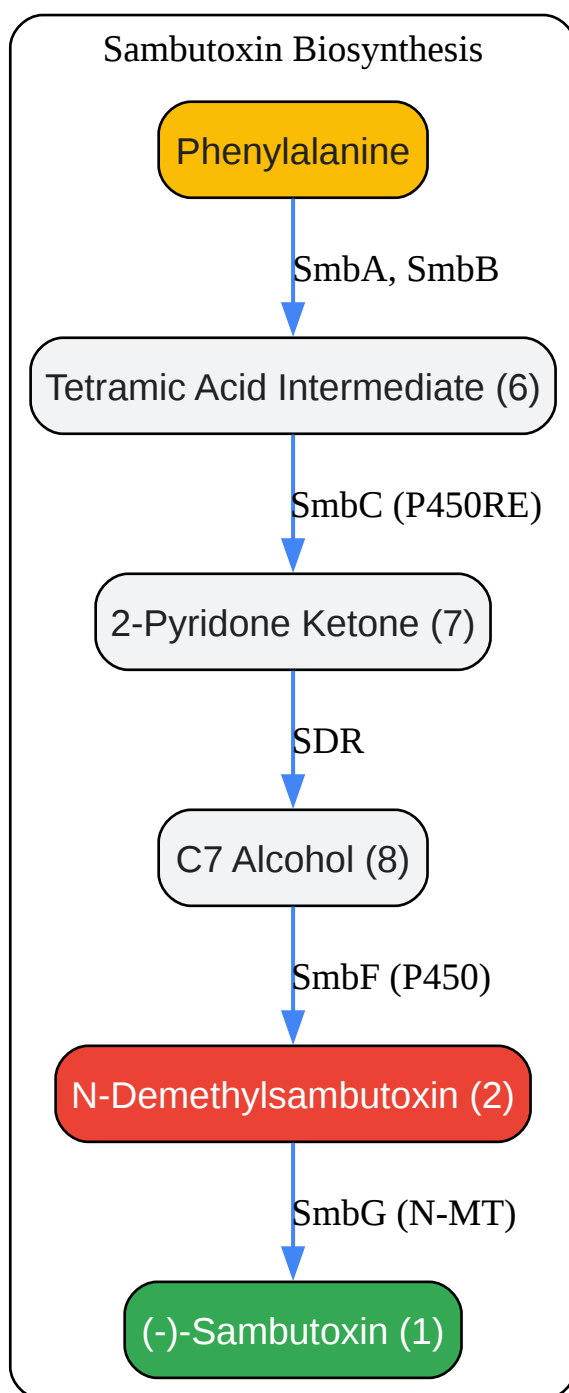 Sambutoxin Biosynthesis
Phenylalanine
SmbA, SmbB
Tetramic Acid Intermediate (6)
SmbC (P450RE)
2-Pyridone Ketone (7)
SDR
C7 Alcohol (8)
SmbF (P450)
N-Demethylsambutoxin (2)
SmbG (N-MT)
(-)-Sambutoxin (1)